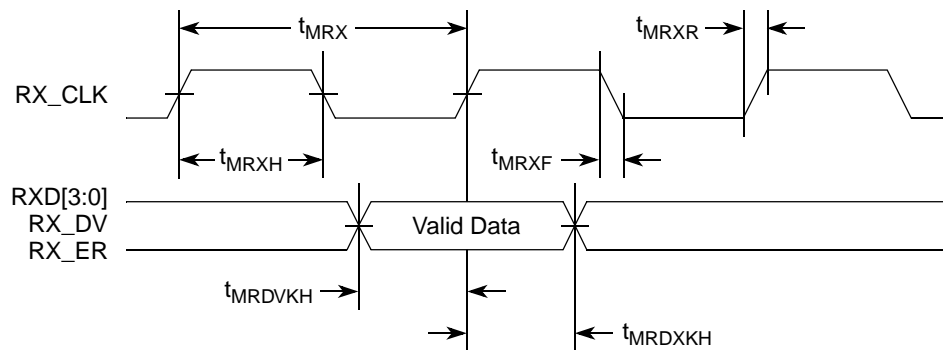 tMRX
tMRXR
RX_CLK
tMRXH
tMRXF
RXD[3:0]
RX_DV
RX_ER
Valid Data
tMRDVKH
tMRDXKH